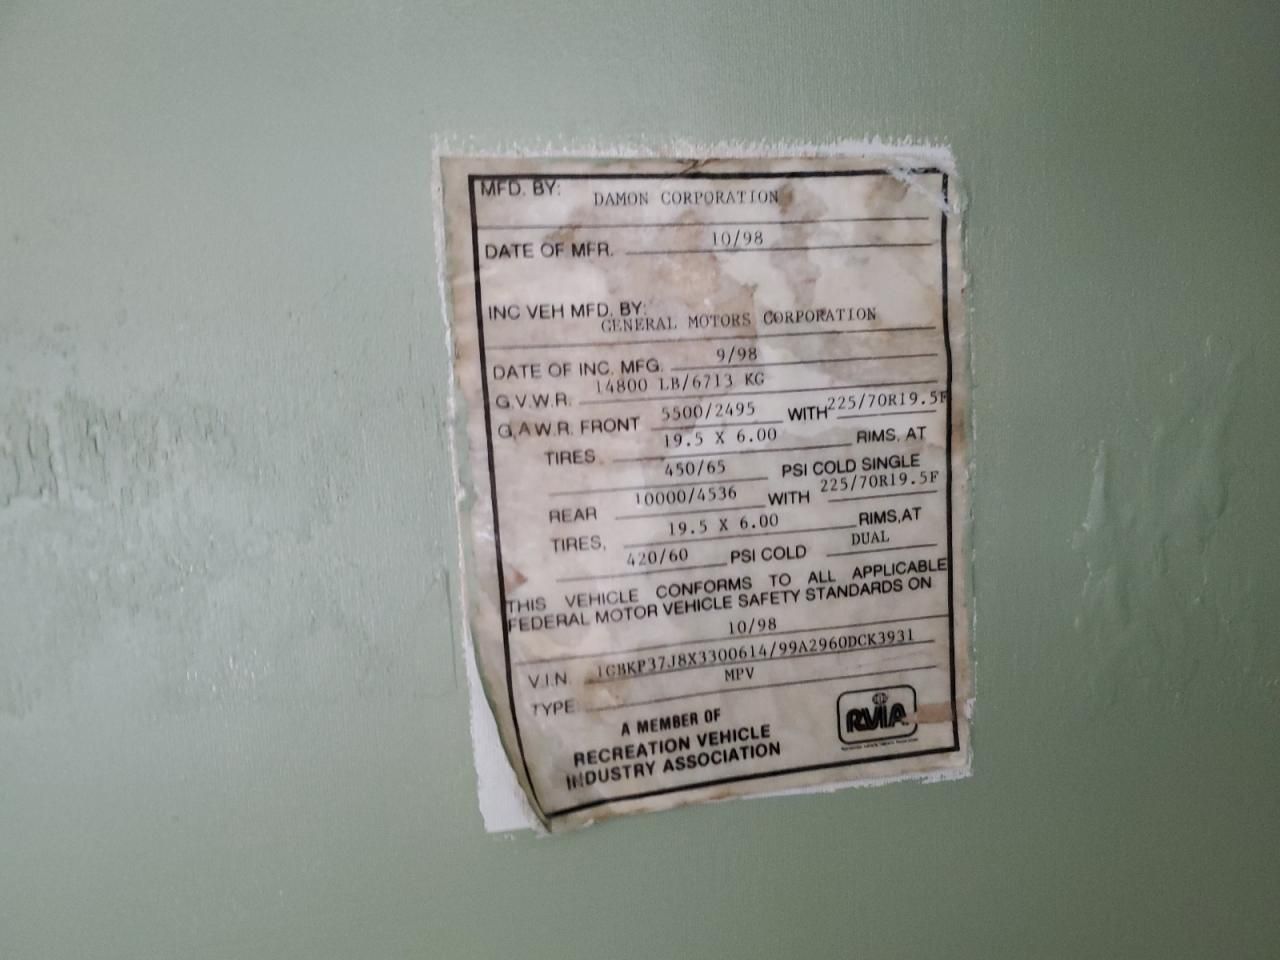 MFD. BY: DAMON CORPORATION
DATE OF MFR. 10/98
INC VEH MFD. BY: GENERAL MOTORS CORPORATION
DATE OF INC. MFG. 9/98
G.V.W.R. 14800 LB/6713 KG
G.A.W.R. FRONT 5500/2495 WITH 225/70R19.5F
TIRES 19.5 X 6.00 RIMS, AT
450/65 PSI COLD SINGLE
REAR 10000/4536 WITH 225/70R19.5F
TIRES, 19.5 X 6.00 RIMS,AT
420/60 PSI COLD DUAL
THIS VEHICLE CONFORMS TO ALL APPLICABLE
FEDERAL MOTOR VEHICLE SAFETY STANDARDS ON
10/98
V.I.N. 1GBKP37J8X3300614/99A2960DCK3931
TYPE MPV
A MEMBER OF
RECREATION VEHICLE
INDUSTRY ASSOCIATION
RVIA